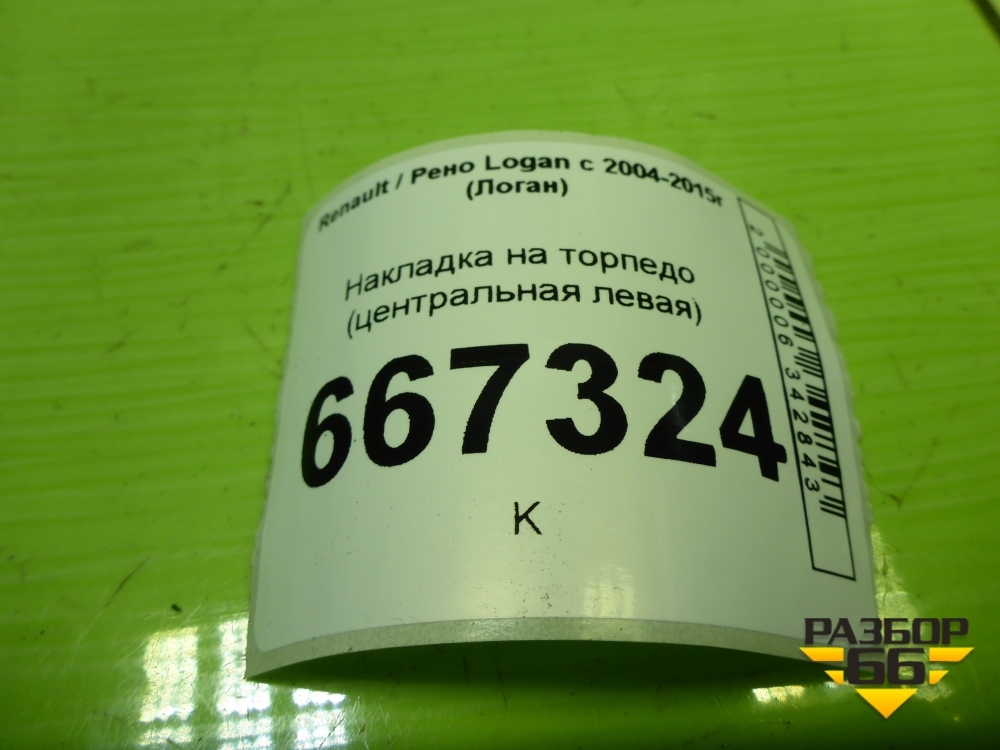 Renault / Рено Logan с 2004-2015г
(Логан)
Накладка на торпедо
(центральная левая)
667324
К
2000006342843
РАЗБОР
66